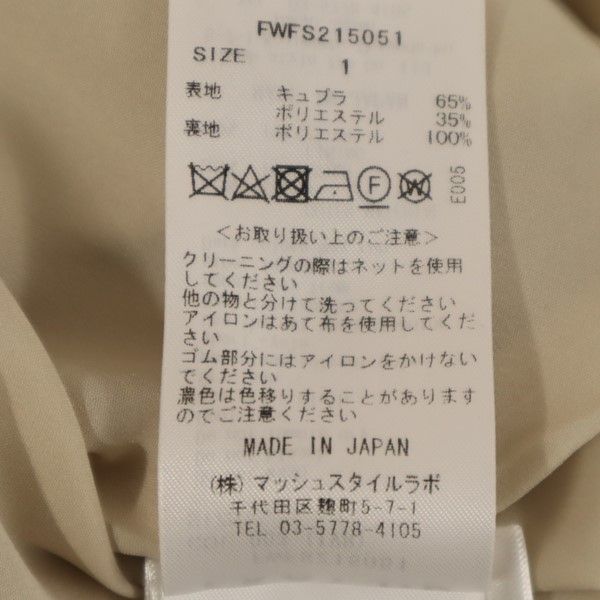 FWFS215051
SIZE
1
表地 キュプラ 65%
ポリエステル 35%
裏地 ポリエステル 100%
F W
E005
<お取り扱い上のご注意>
クリーニングの際はネットを使用
してください
他の物と分けて洗ってください
アイロンはあて布を使用してくだ
さい
ゴム部分にはアイロンをかけない
でください
濃色は色移りすることがあります
のでご注意ください
MADE IN JAPAN
(株) マッシュスタイルラボ
千代田区麹町5-7-1
TEL 03-5778-4105